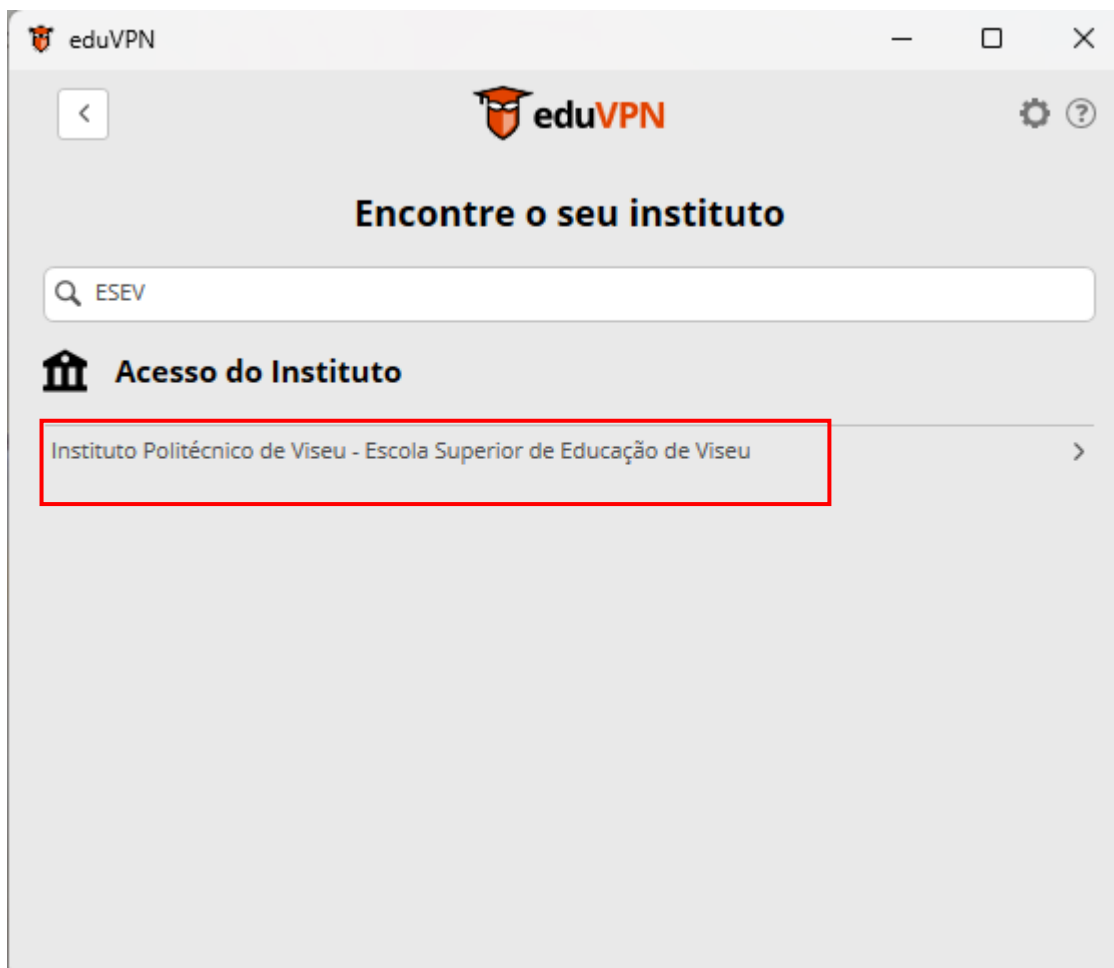 eduVPN
eduVPN
Encontre o seu instituto
ESEV
Acesso do Instituto
Instituto Politécnico de Viseu - Escola Superior de Educação de Viseu